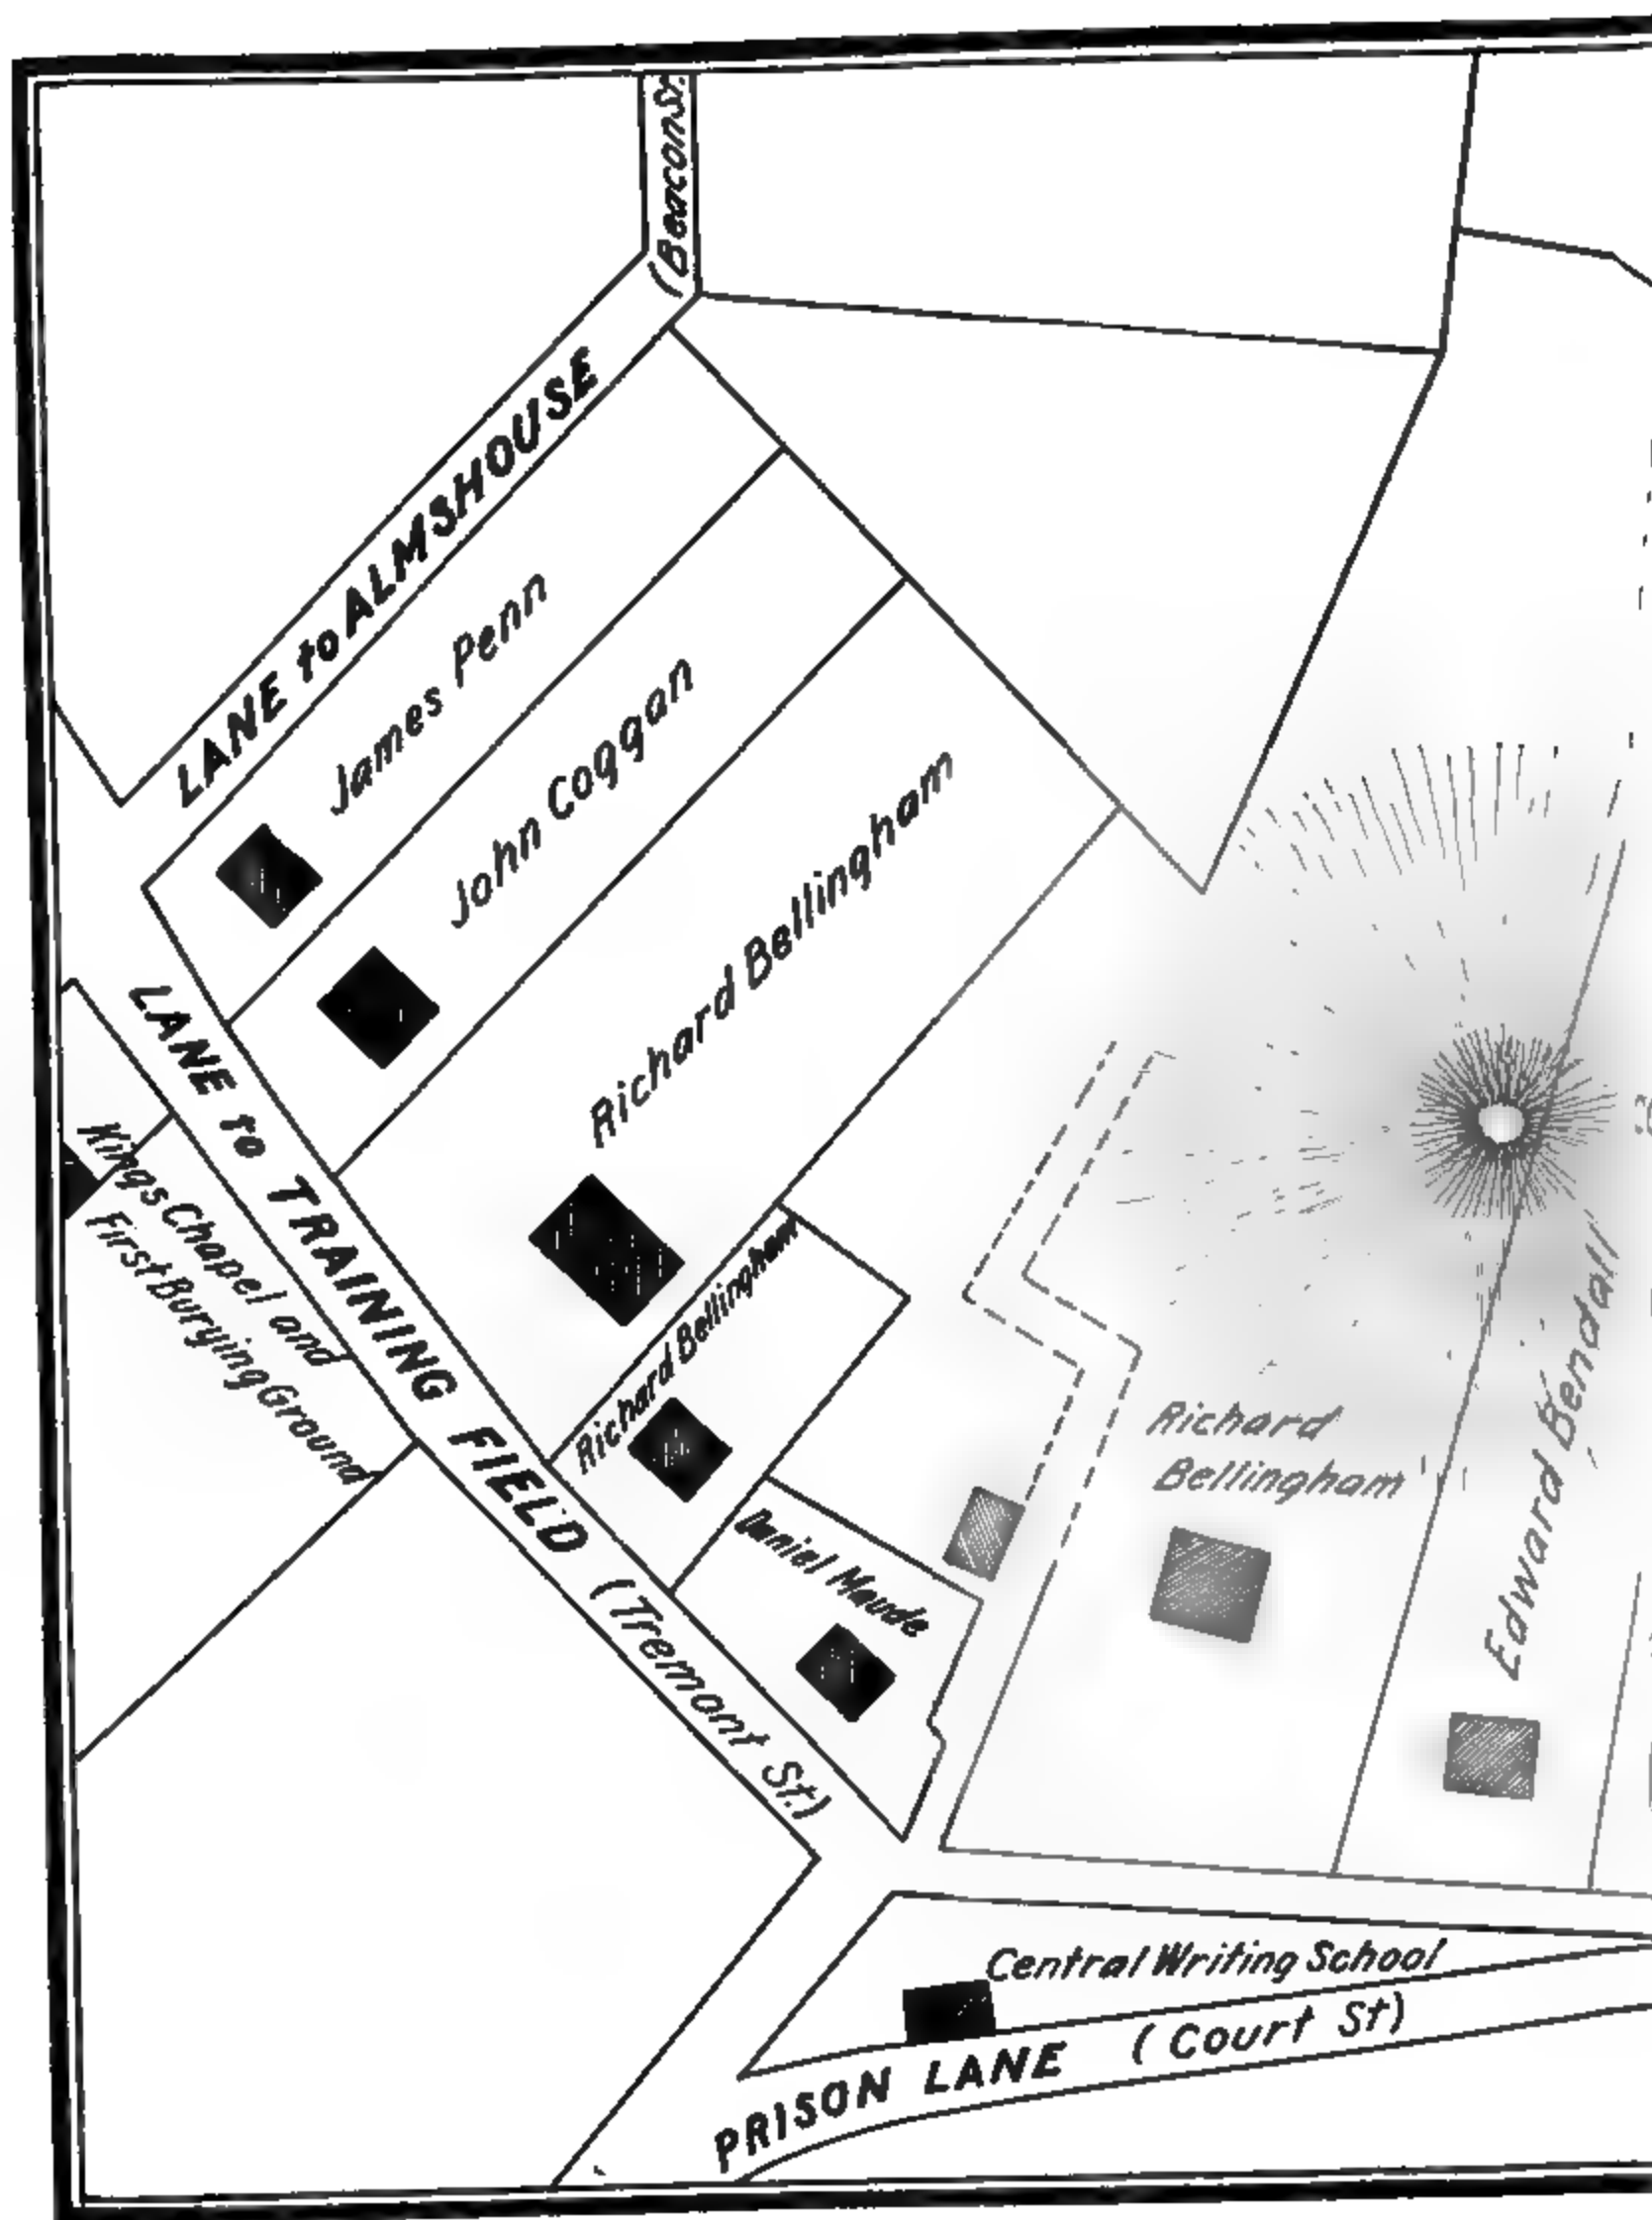 (Beacon St.
LANE to ALMSHOUSE
James Penn
John Coggan
Richard Bellingham
LANE to TRAINING FIELD (Tremont St.)
Kings Chapel and
First Burying Ground
Richard Bellingham
Daniel Maude
Richard
Bellingham
Edward Bendall
Central Writing School
PRISON LANE (Court St)